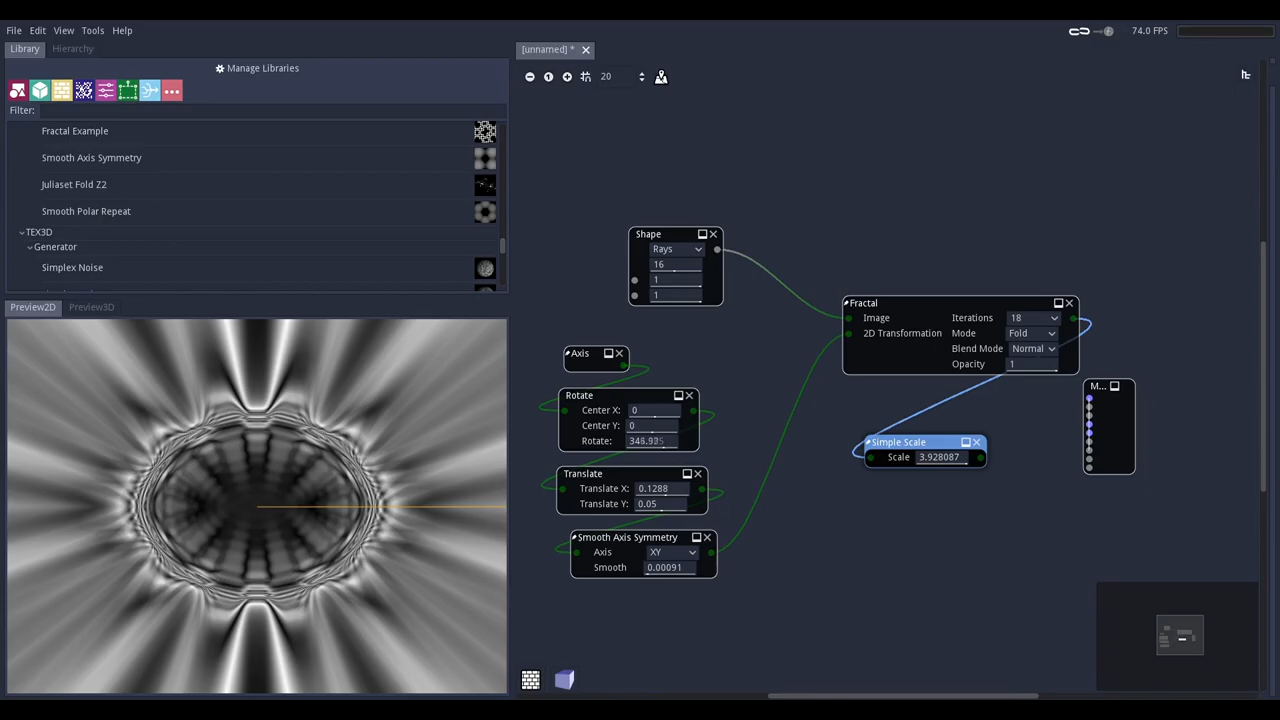 File Edit View Tools Help
74.0 FPS
Library Hierarchy
[unnamed] *
Manage Libraries
20
Filter:
Fractal Example
Smooth Axis Symmetry
Juliaset Fold Z2
Smooth Polar Repeat
TEX3D
Generator
Simplex Noise
Preview2D Preview3D
Shape
Rays
16
1
1
Axis
Rotate
Center X: 0
Center Y: 0
Rotate:
Translate
Translate X: 0.1288
Translate Y: 0.05
Smooth Axis Symmetry
Axis XY
Smooth 0.00091
Fractal
Image Iterations 18
2D Transformation Mode Fold
Blend Mode Normal
Opacity 1
M...
Simple Scale
Scale 3.928087